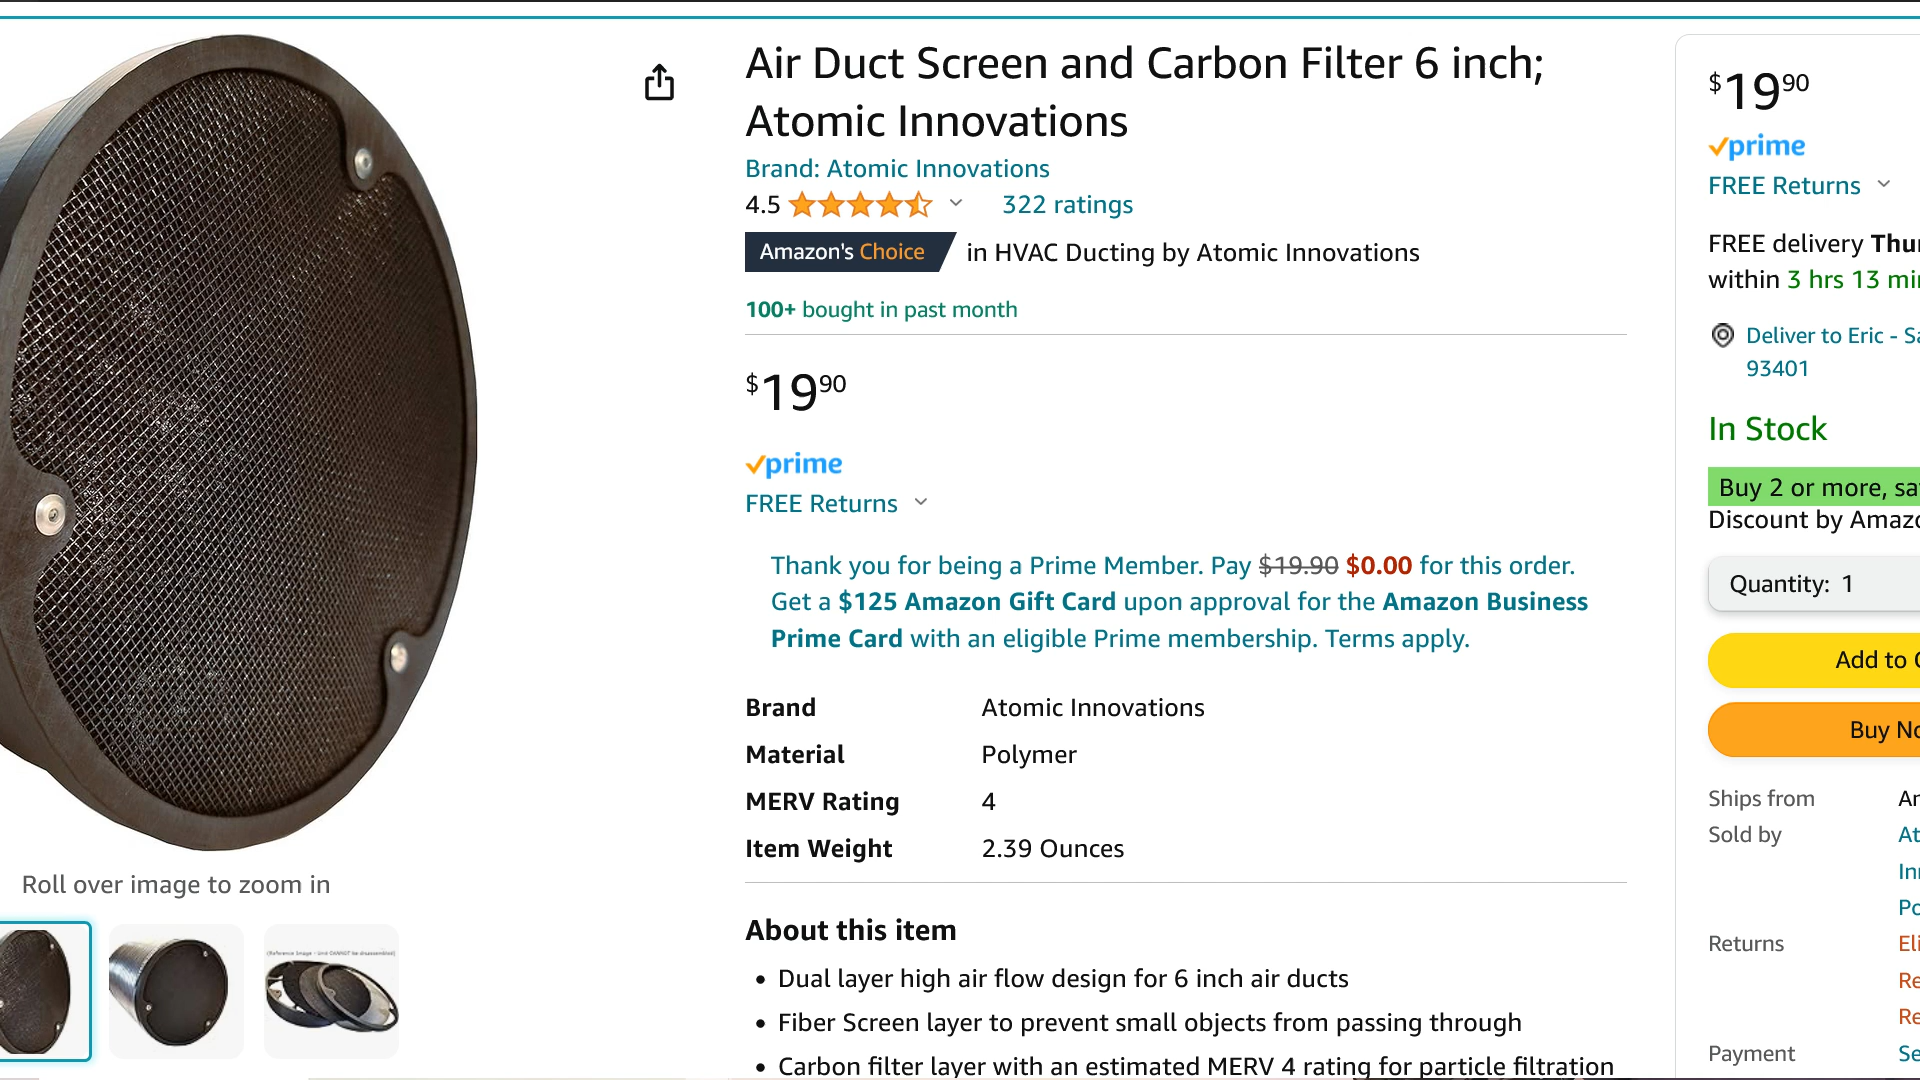 Air Duct Screen and Carbon Filter 6 inch;
Atomic Innovations
Brand: Atomic Innovations
4.5
322 ratings
Amazon's Choice in HVAC Ducting by Atomic Innovations
100+ bought in past month
$19 90
prime
FREE Returns
Thank you for being a Prime Member. Pay $19.90 $0.00 for this order.
Get a $125 Amazon Gift Card upon approval for the Amazon Business
Prime Card with an eligible Prime membership. Terms apply.
Brand Atomic Innovations
Material Polymer
MERV Rating 4
Item Weight 2.39 Ounces
About this item
• Dual layer high air flow design for 6 inch air ducts
• Fiber Screen layer to prevent small objects from passing through
• Carbon filter layer with an estimated MERV 4 rating for particle filtration
Roll over image to zoom in
(Reference Image - Unit CANNOT be disassembled)
$19 90
prime
FREE Returns
FREE delivery
within 3 hrs 13
Deliver to Eric -
93401
In Stock
Buy 2 or more,
Discount by
Quantity: 1
Add to
Buy
Ships from
Sold by
Returns
Payment